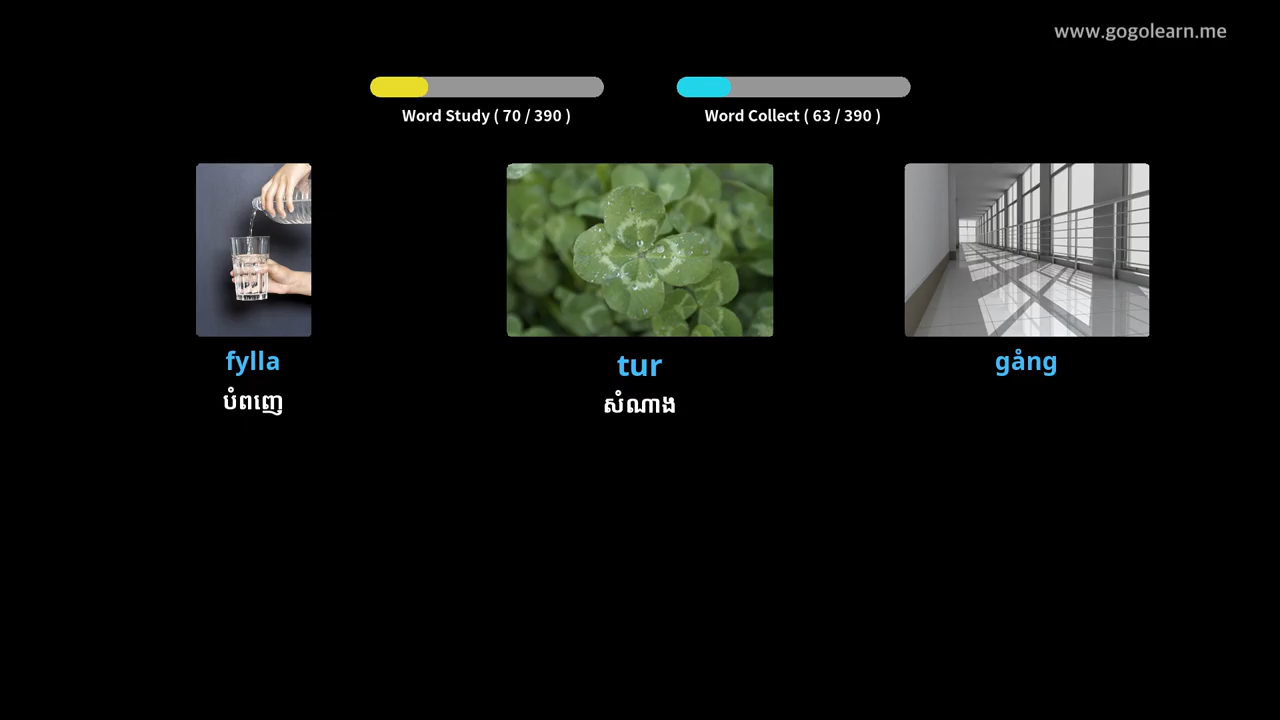 www.gogolearn.me
Word Study ( 70 / 390 )
Word Collect ( 63 / 390 )
fylla
បំពញេ
tur
សំណាង
gång